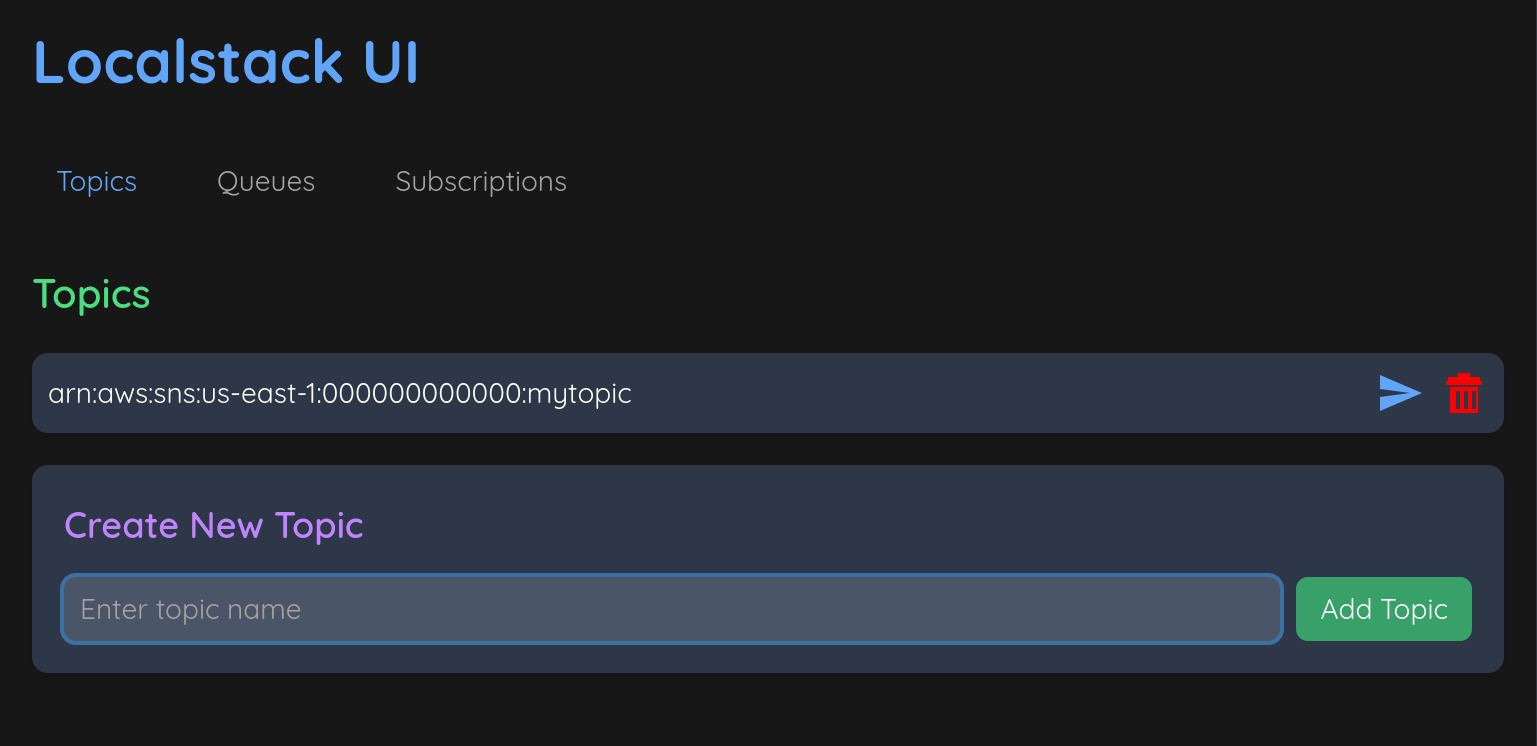 Localstack UI
Topics Queues Subscriptions
Topics
arn:aws:sns:us-east-1:000000000000:mytopic
Create New Topic
Enter topic name Add Topic